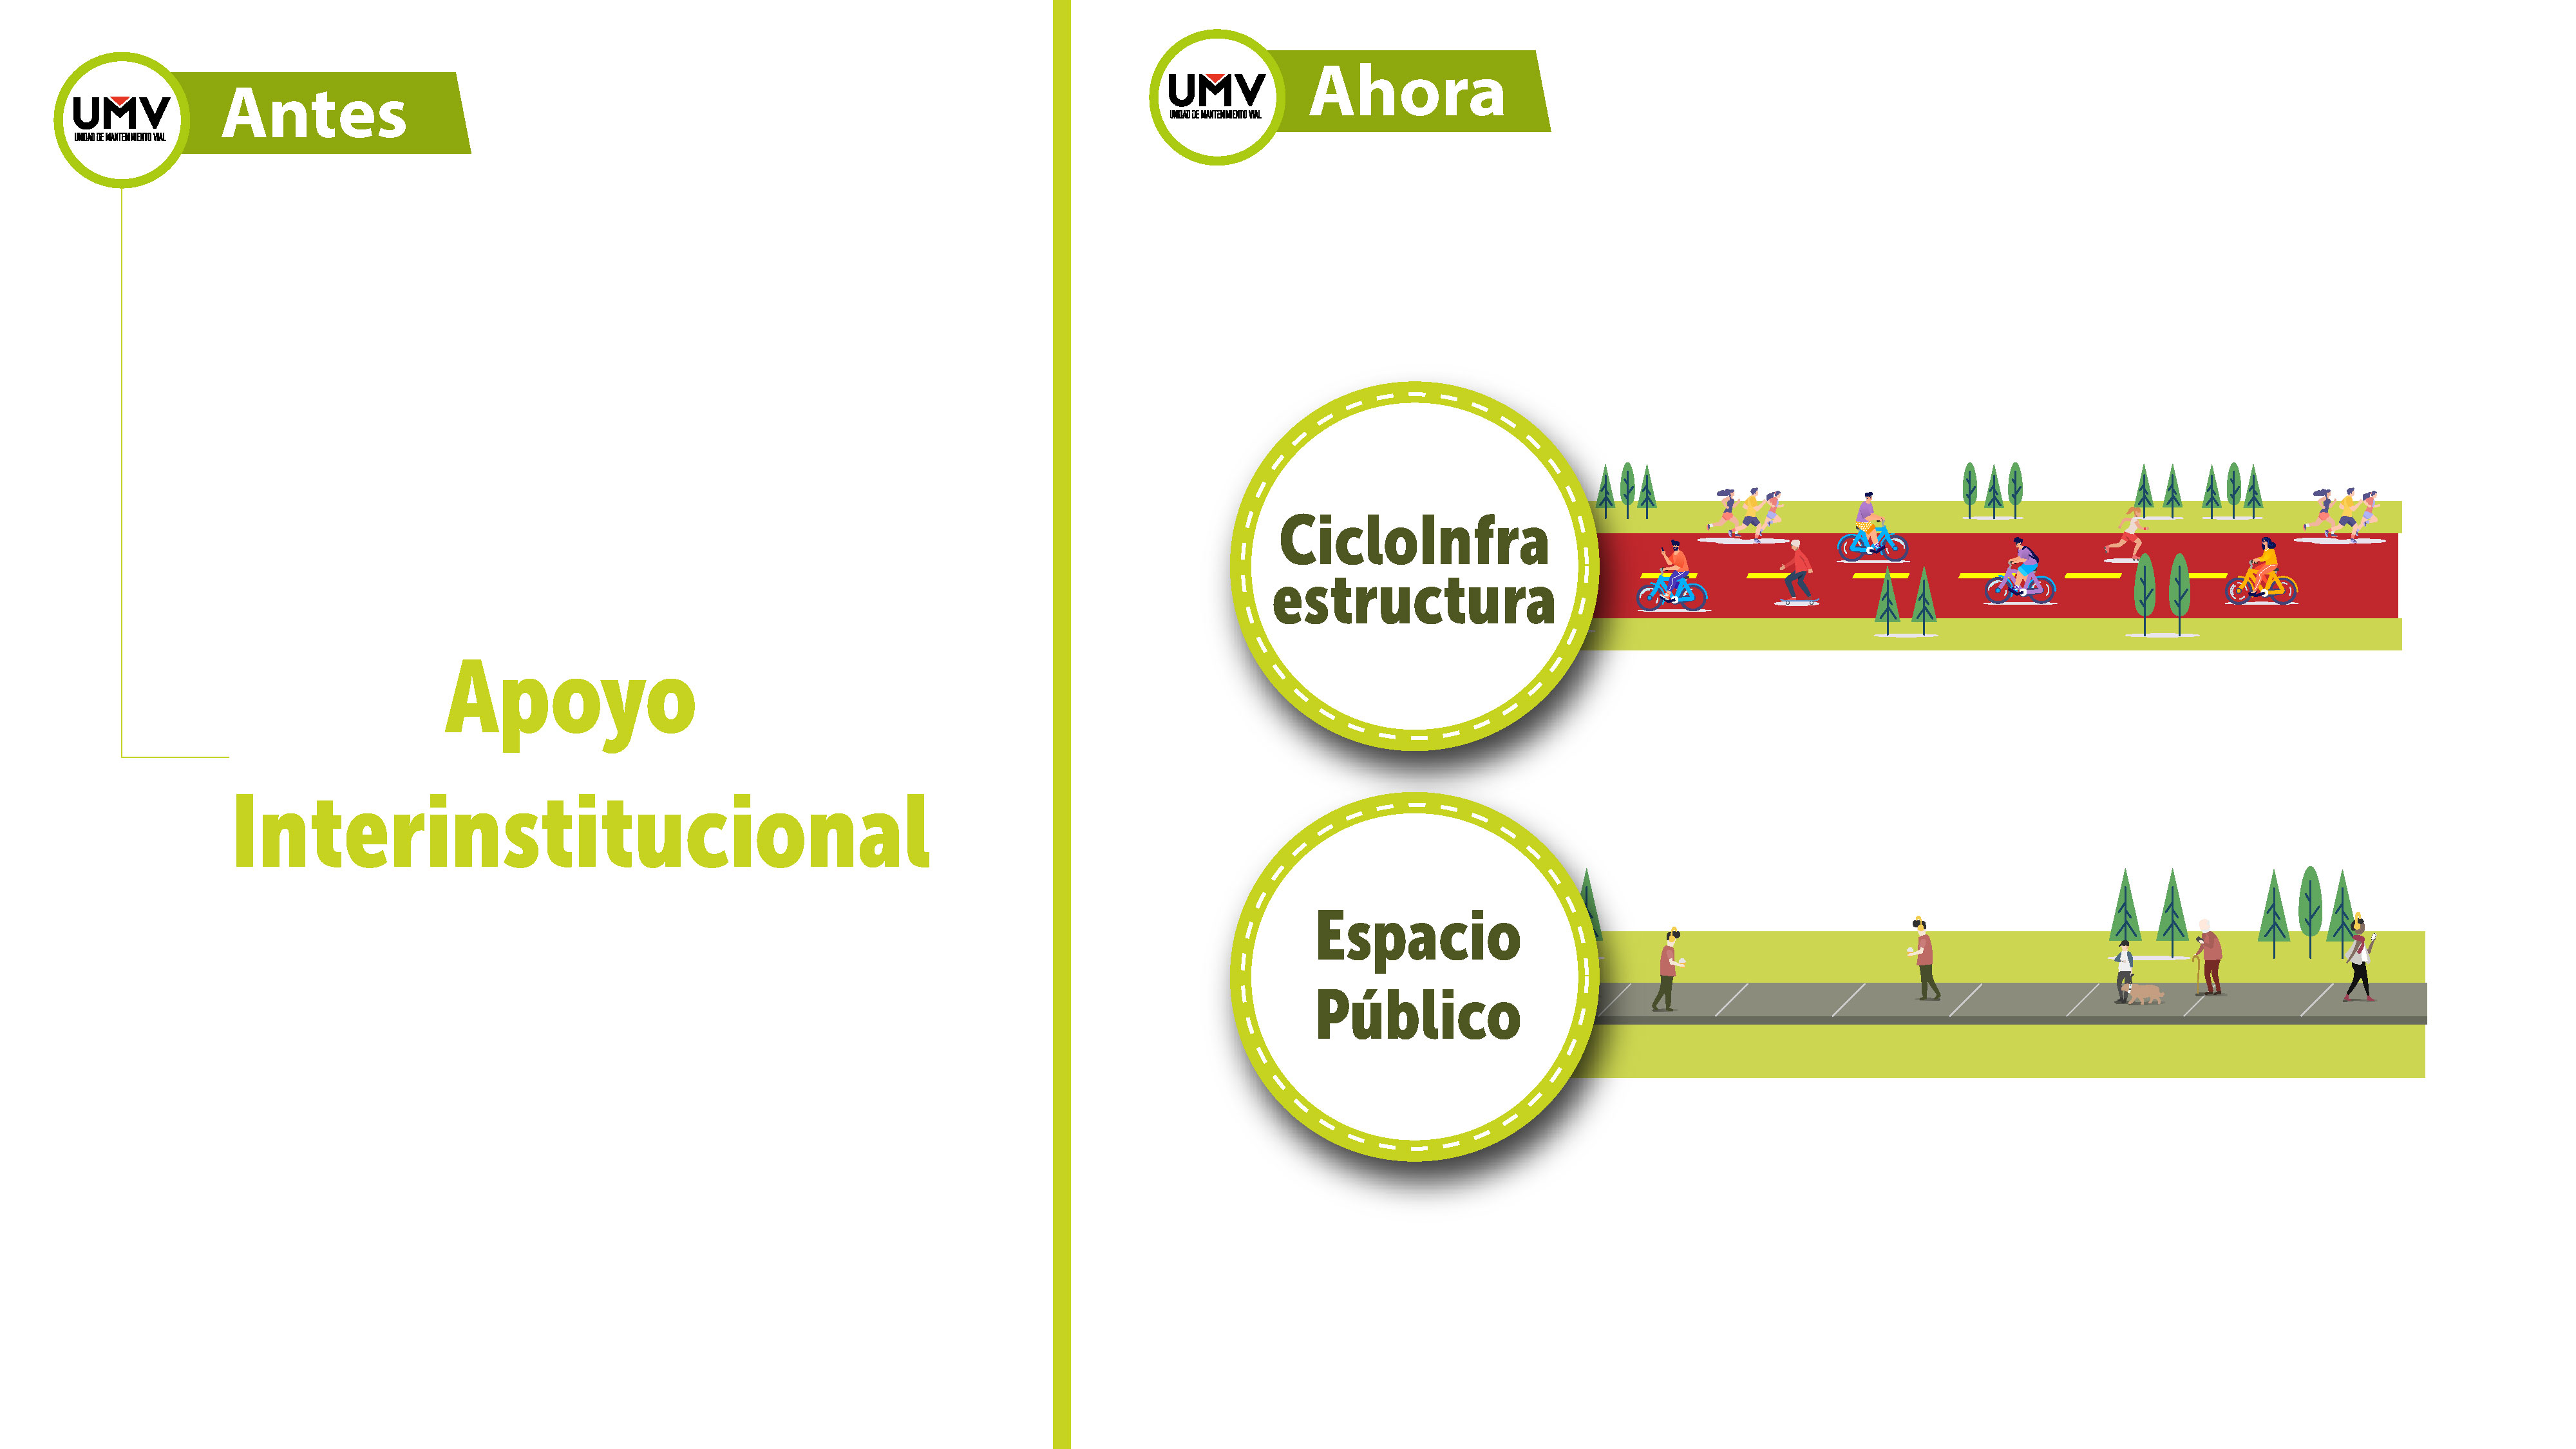 UMV
UNIDAD DE MANTENIMIENTO VIAL
Antes
Apoyo
Interinstitucional
UMV
UNIDAD DE MANTENIMIENTO VIAL
Ahora
CicloInfra
estructura
Espacio
Público